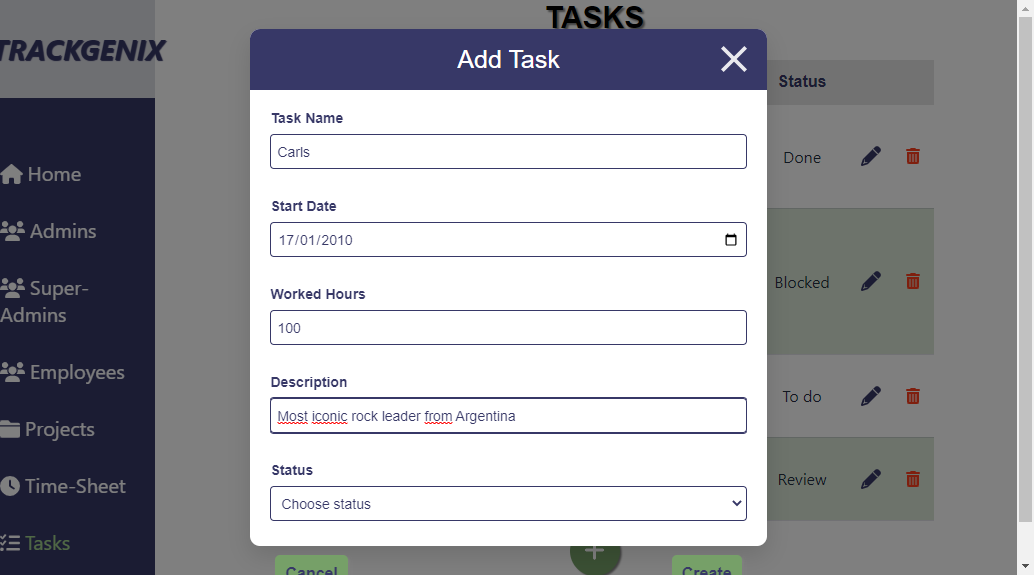 TASKS
TRACKGENIX
Add Task
Status
Task Name
Carls
Done
Home
Start Date
Admins
17/01/2010
Blocked
Super-
Admins
Worked Hours
100
Employees
Description
To do
Most iconic rock leader from Argentina
Projects
Status
Review
Time-Sheet
Choose status
Tasks
Cancel
Create